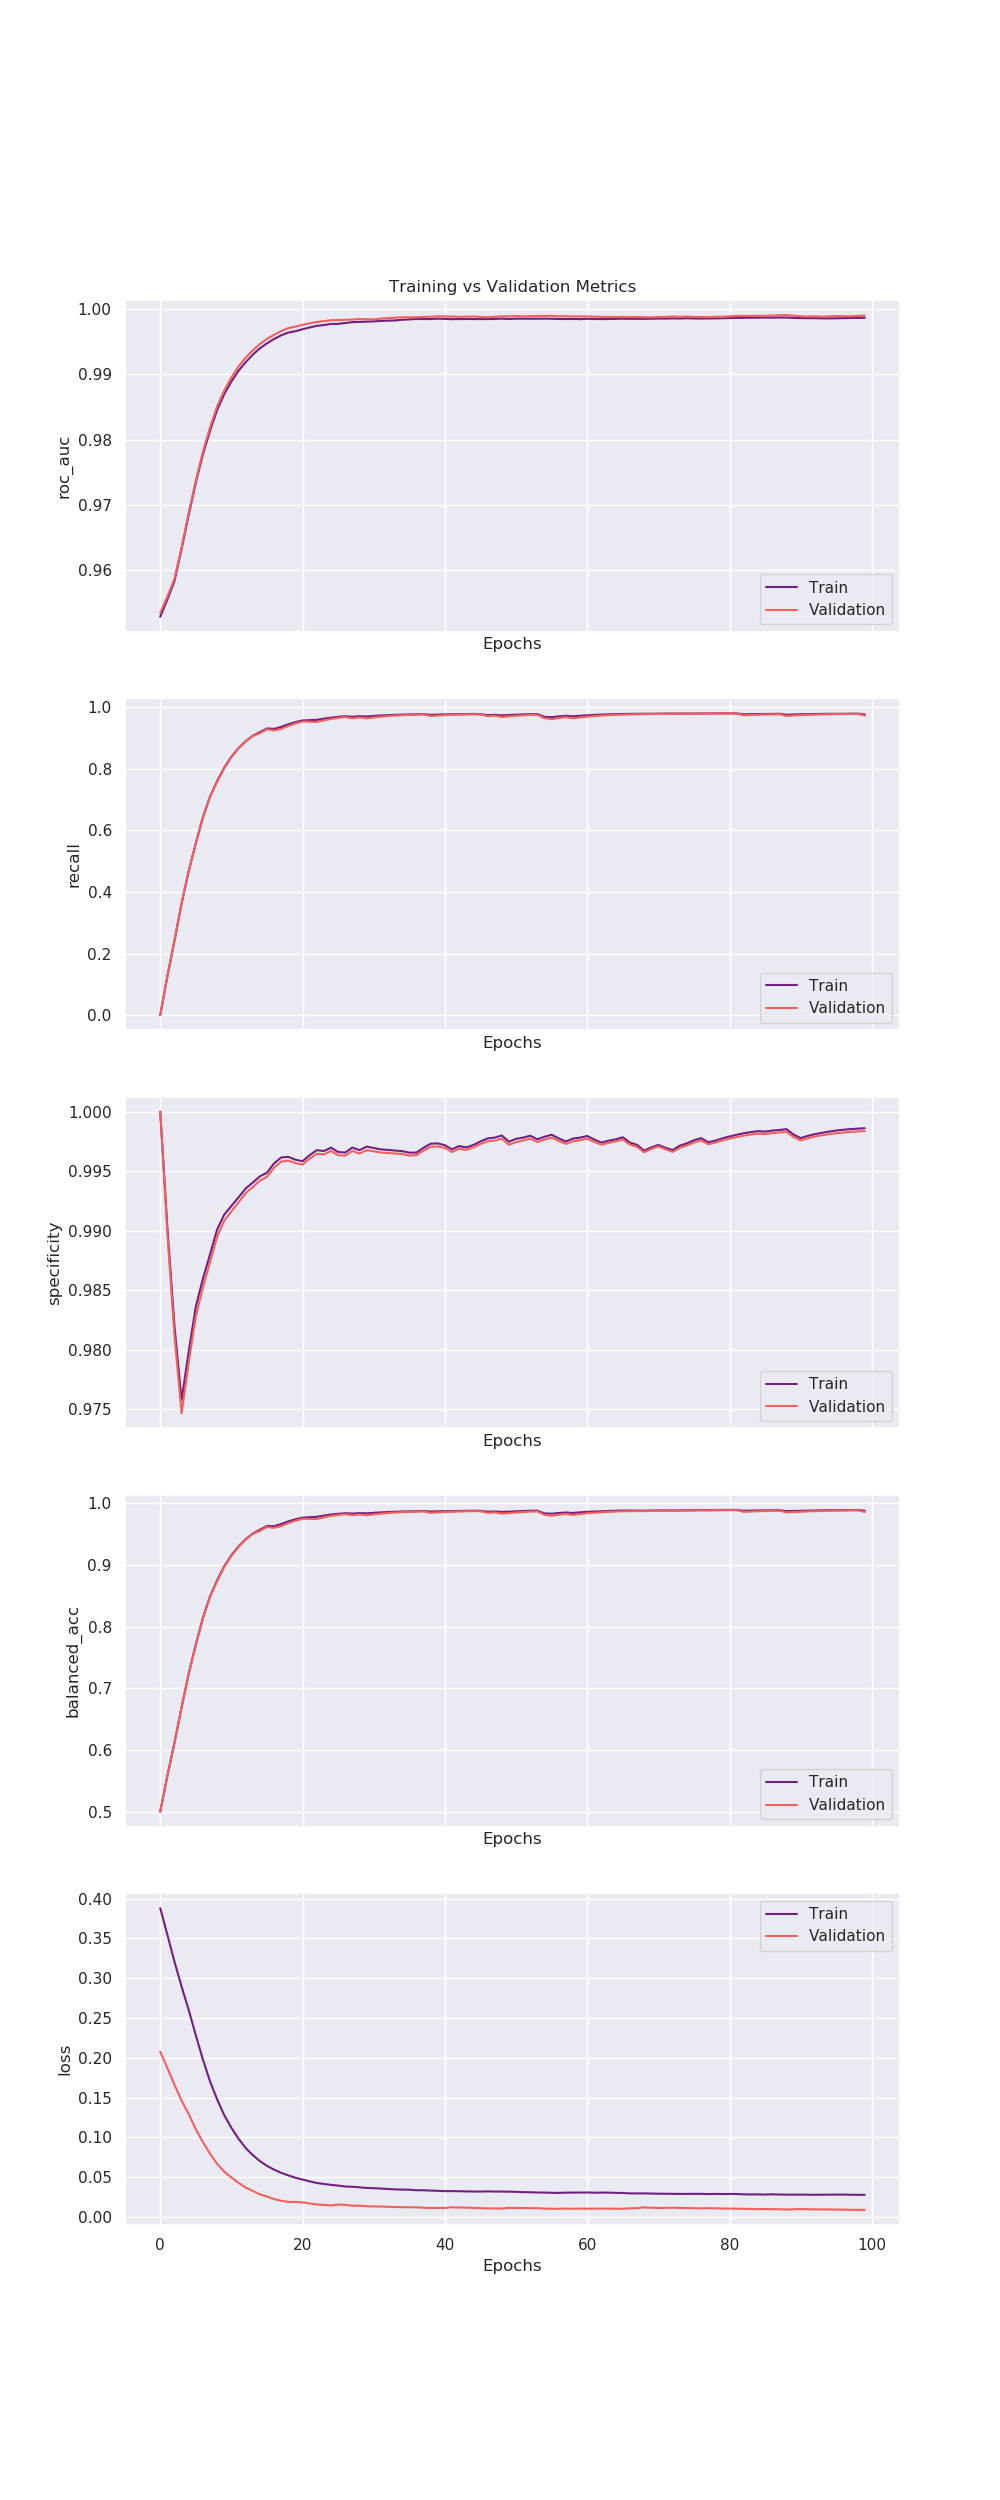 Training vs Validation Metrics
1.00
0.99
0.98
0.97
0.96
roc_auc
Train
Validation
Epochs
1.0
0.8
0.6
0.4
0.2
0.0
recall
Train
Validation
Epochs
1.000
0.995
0.990
0.985
0.980
0.975
specificity
Train
Validation
Epochs
1.0
0.9
0.8
0.7
0.6
0.5
balanced_acc
Train
Validation
Epochs
0.40
0.35
0.30
0.25
0.20
0.15
0.10
0.05
0.00
loss
Train
Validation
0 20 40 60 80 100
Epochs